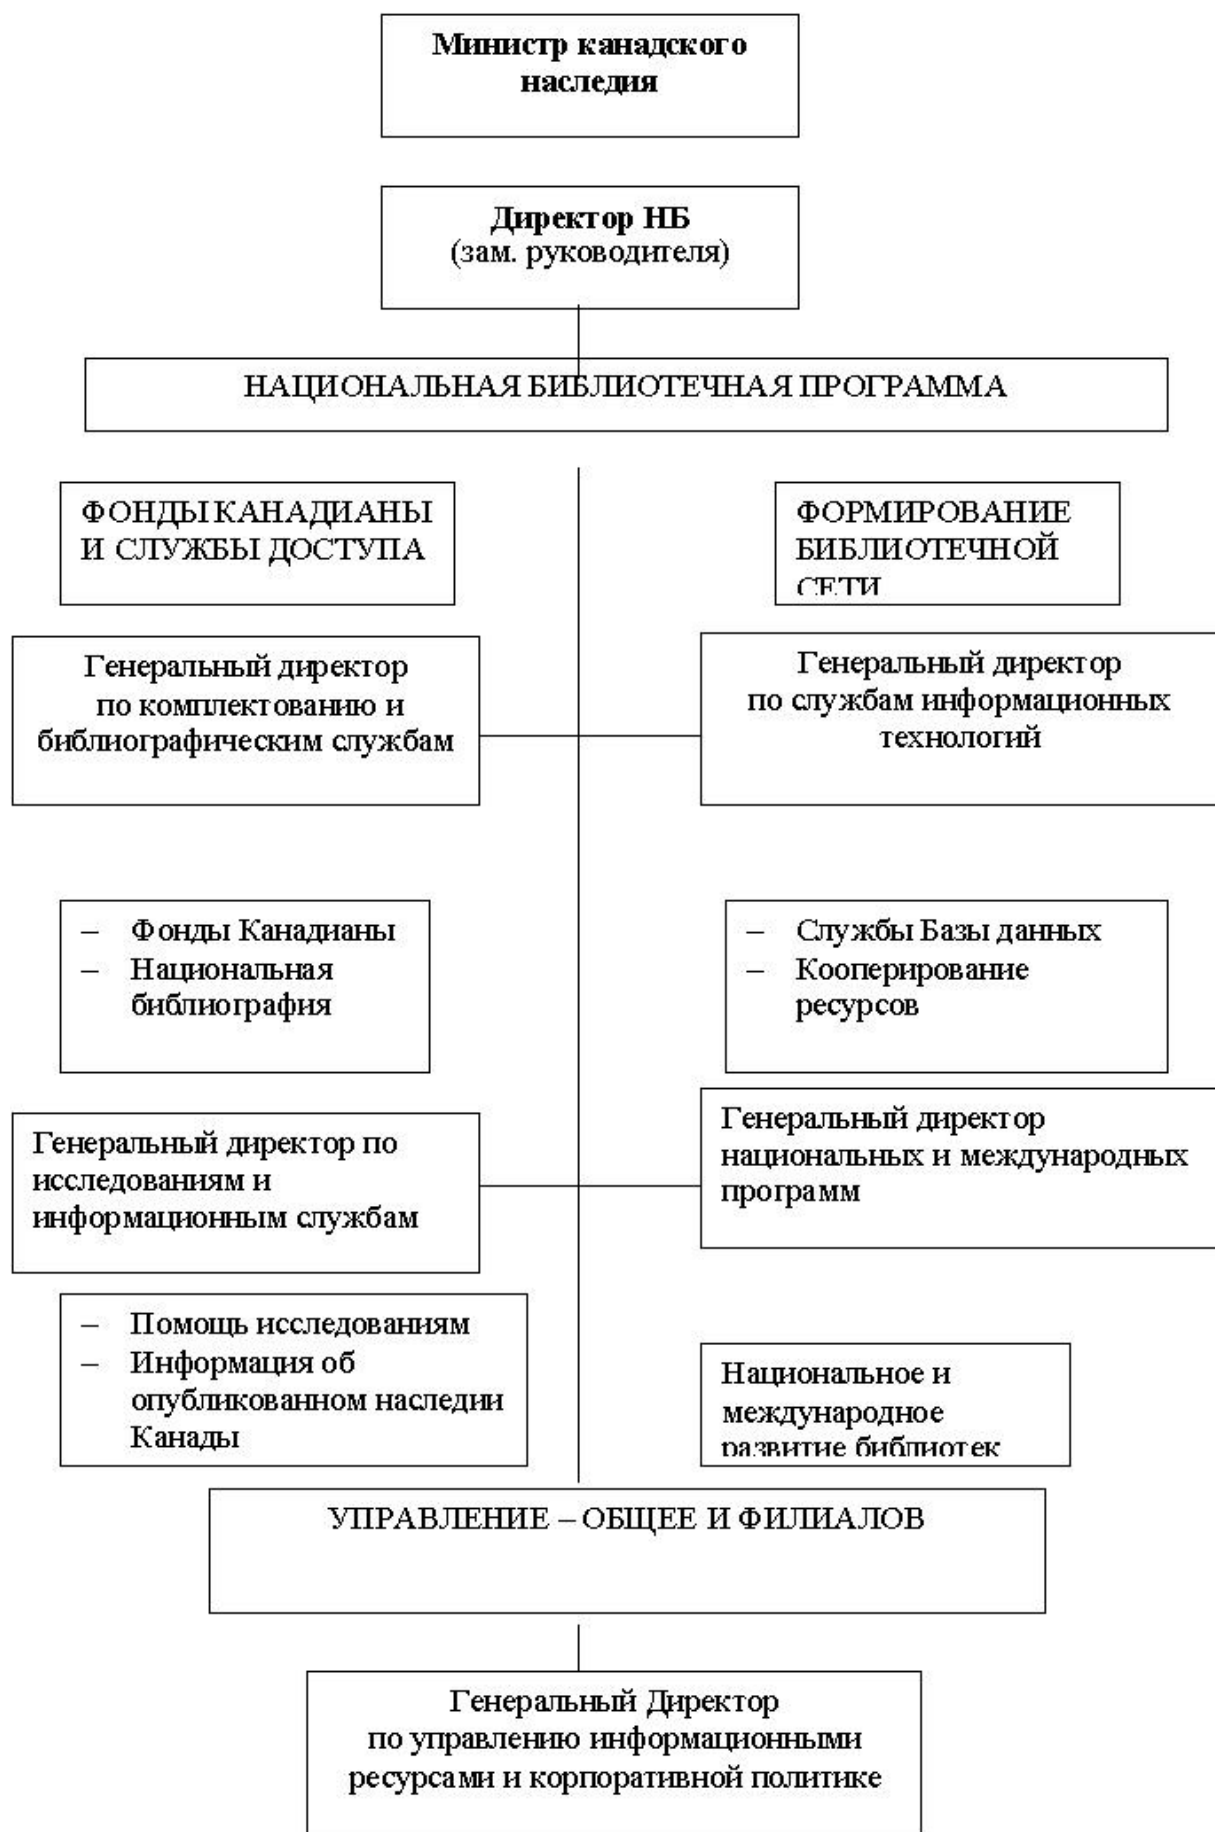 Министр канадского
наследия
Директор НБ
(зам. руководителя)
НАЦИОНАЛЬНАЯ БИБЛИОТЕЧНАЯ ПРОГРАММА
ФОНДЫ КАНАДИАНЫ
И СЛУЖБЫ ДОСТУПА
ФОРМИРОВАНИЕ
БИБЛИОТЕЧНОЙ
СЕТИ
Генеральный директор
по комплектованию и
библиографическим службам
Генеральный директор
по службам информационных
технологий
– Фонды Канадианы
– Национальная
библиография
– Службы Базы данных
– Кооперирование
ресурсов
Генеральный директор по
исследованиям и
информационным службам
Генеральный директор
национальных и международных
программ
– Помощь исследованиям
– Информация об
опубликованном наследии
Канады
Национальное и
международное
развитие библиотек
УПРАВЛЕНИЕ – ОБЩЕЕ И ФИЛИАЛОВ
Генеральный Директор
по управлению информационными
ресурсами и корпоративной политике